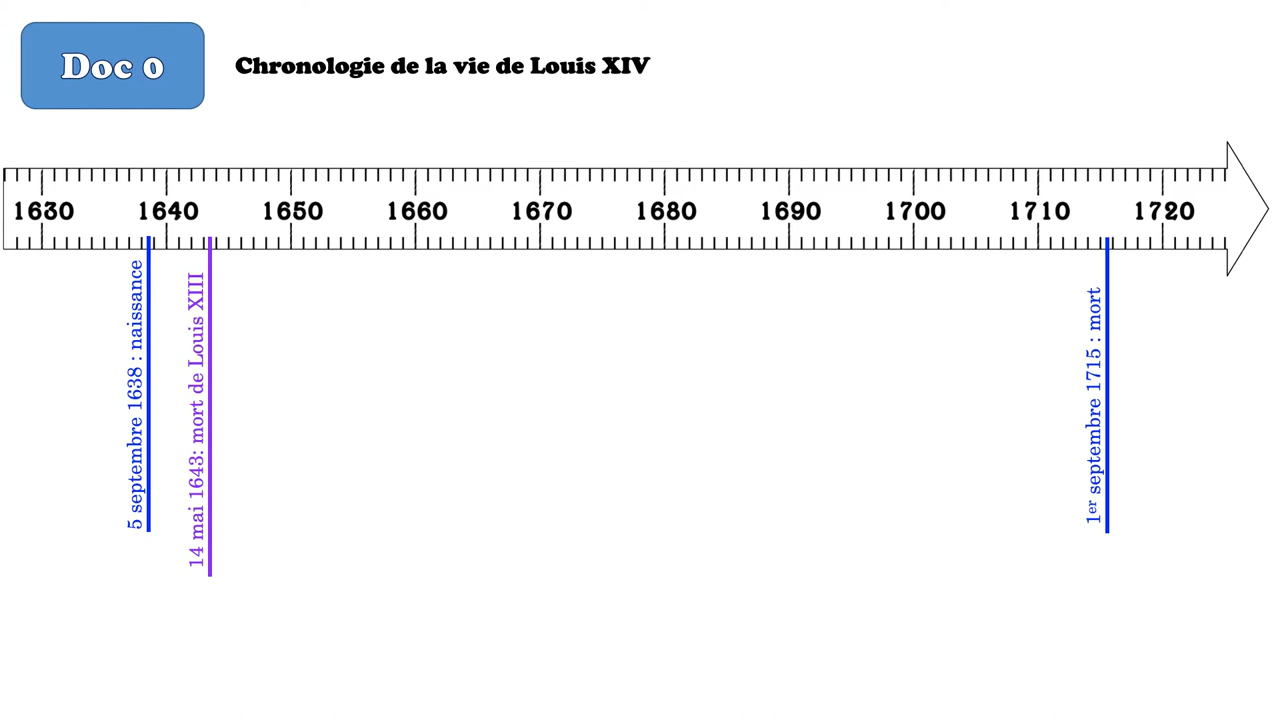 Doc 0
Chronologie de la vie de Louis XIV
1630 1640 1650 1660 1670 1680 1690 1700 1710 1720
5 septembre 1638 : naissance
14 mai 1643: mort de Louis XIII
1er septembre 1715 : mort